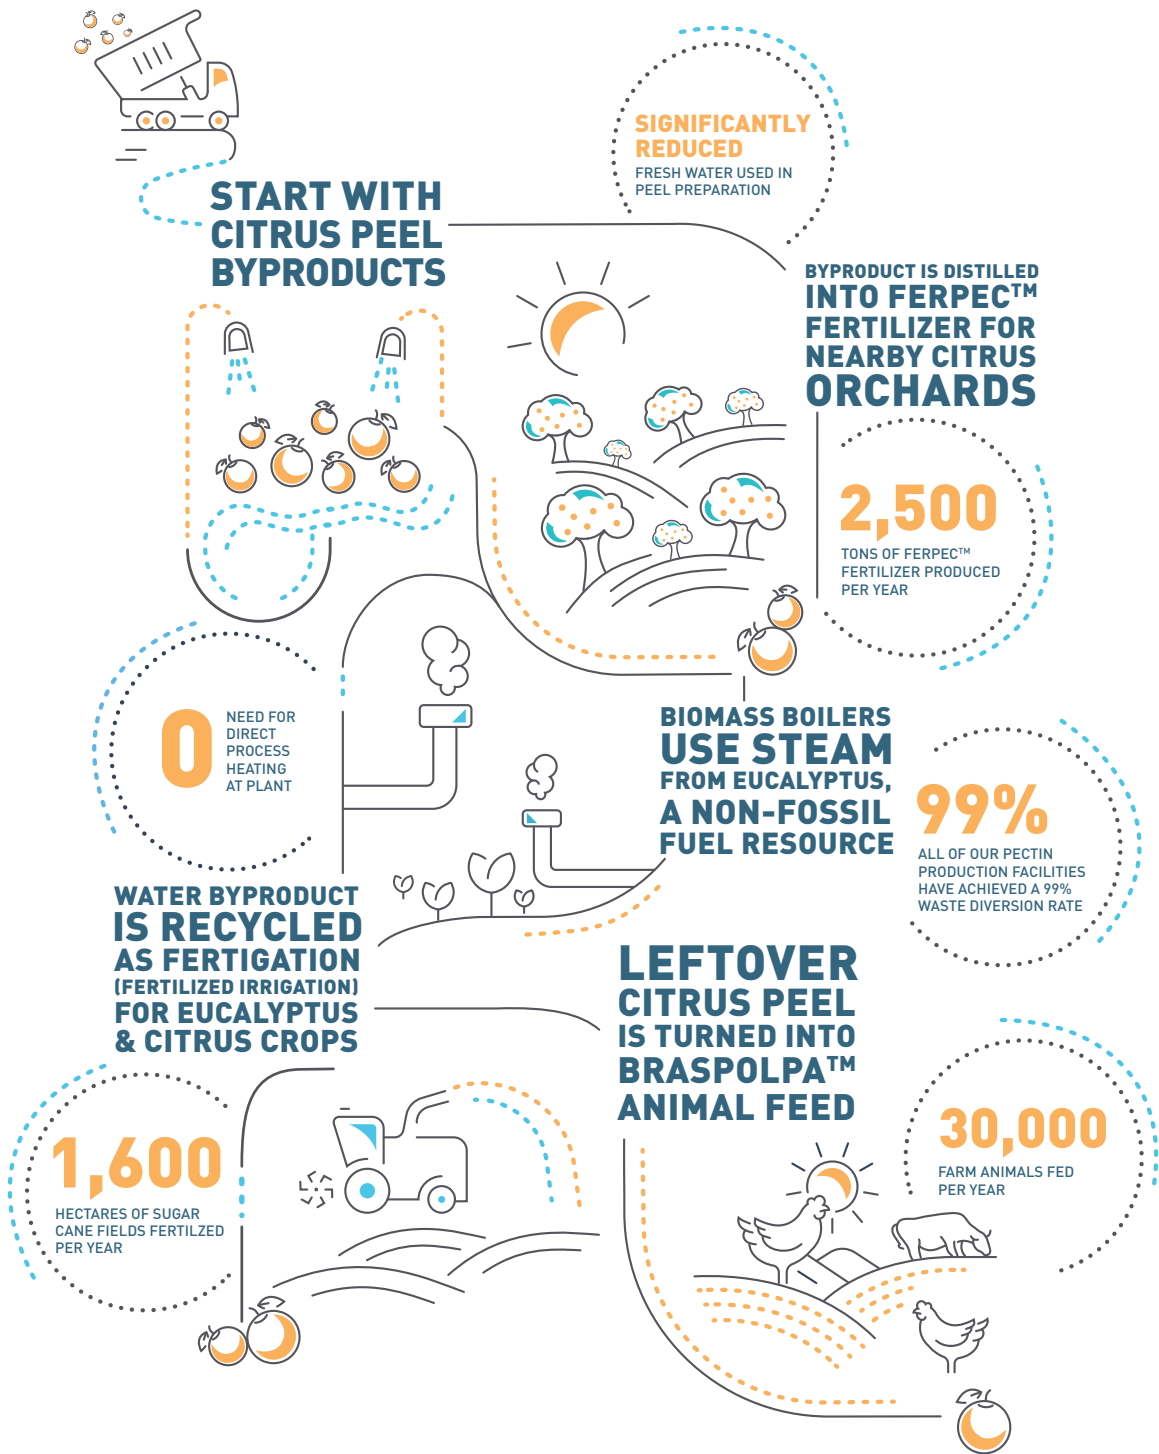 SIGNIFICANTLY
REDUCED
FRESH WATER USED IN
PEEL PREPARATION
START WITH
CITRUS PEEL
BYPRODUCTS
BYPRODUCT IS DISTILLED
INTO FERPEC™
FERTILIZER FOR
NEARBY CITRUS
ORCHARDS
2,500
TONS OF FERPEC™
FERTILIZER PRODUCED
PER YEAR
0
NEED FOR
DIRECT
PROCESS
HEATING
AT PLANT
BIOMASS BOILERS
USE STEAM
FROM EUCALYPTUS,
A NON-FOSSIL
FUEL RESOURCE
99%
ALL OF OUR PECTIN
PRODUCTION FACILITIES
HAVE ACHIEVED A 99%
WASTE DIVERSION RATE
WATER BYPRODUCT
IS RECYCLED
AS FERTIGATION
(FERTILIZED IRRIGATION)
FOR EUCALYPTUS
& CITRUS CROPS
LEFTOVER
CITRUS PEEL
IS TURNED INTO
BRASPOLPA™
ANIMAL FEED
1,600
HECTARES OF SUGAR
CANE FIELDS FERTILZED
PER YEAR
30,000
FARM ANIMALS FED
PER YEAR